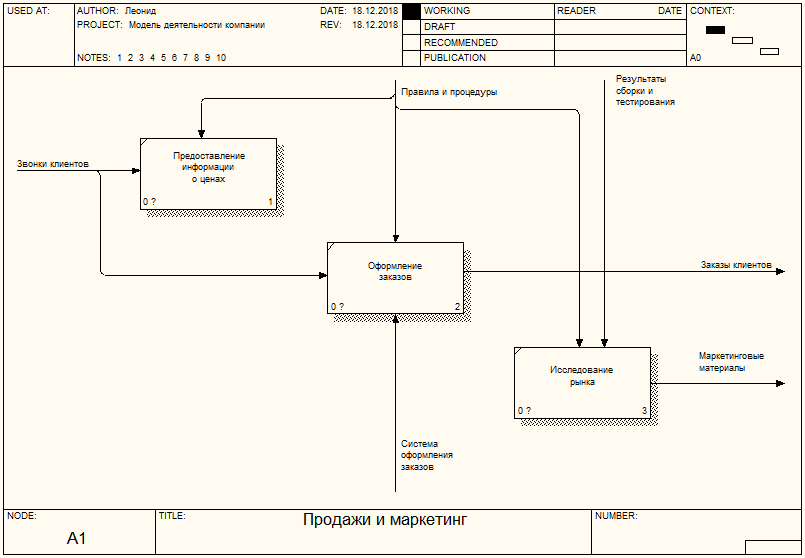 USED AT:
AUTHOR: Леонид
DATE: 18.12.2018
PROJECT: Модель деятельности компании
REV: 18.12.2018
NOTES: 1 2 3 4 5 6 7 8 9 10
WORKING
DRAFT
RECOMMENDED
PUBLICATION
READER
DATE
CONTEXT:
A0
Правила и процедуры
Результаты
сборки и
тестирования
Звонки клиентов
Предоставление
информации
о ценах
0 ?
1
Оформление
заказов
0 ?
2
Заказы клиентов
Исследование
рынка
0 ?
3
Маркетинговые
материалы
Система
оформления
заказов
NODE:
A1
TITLE:
Продажи и маркетинг
NUMBER: